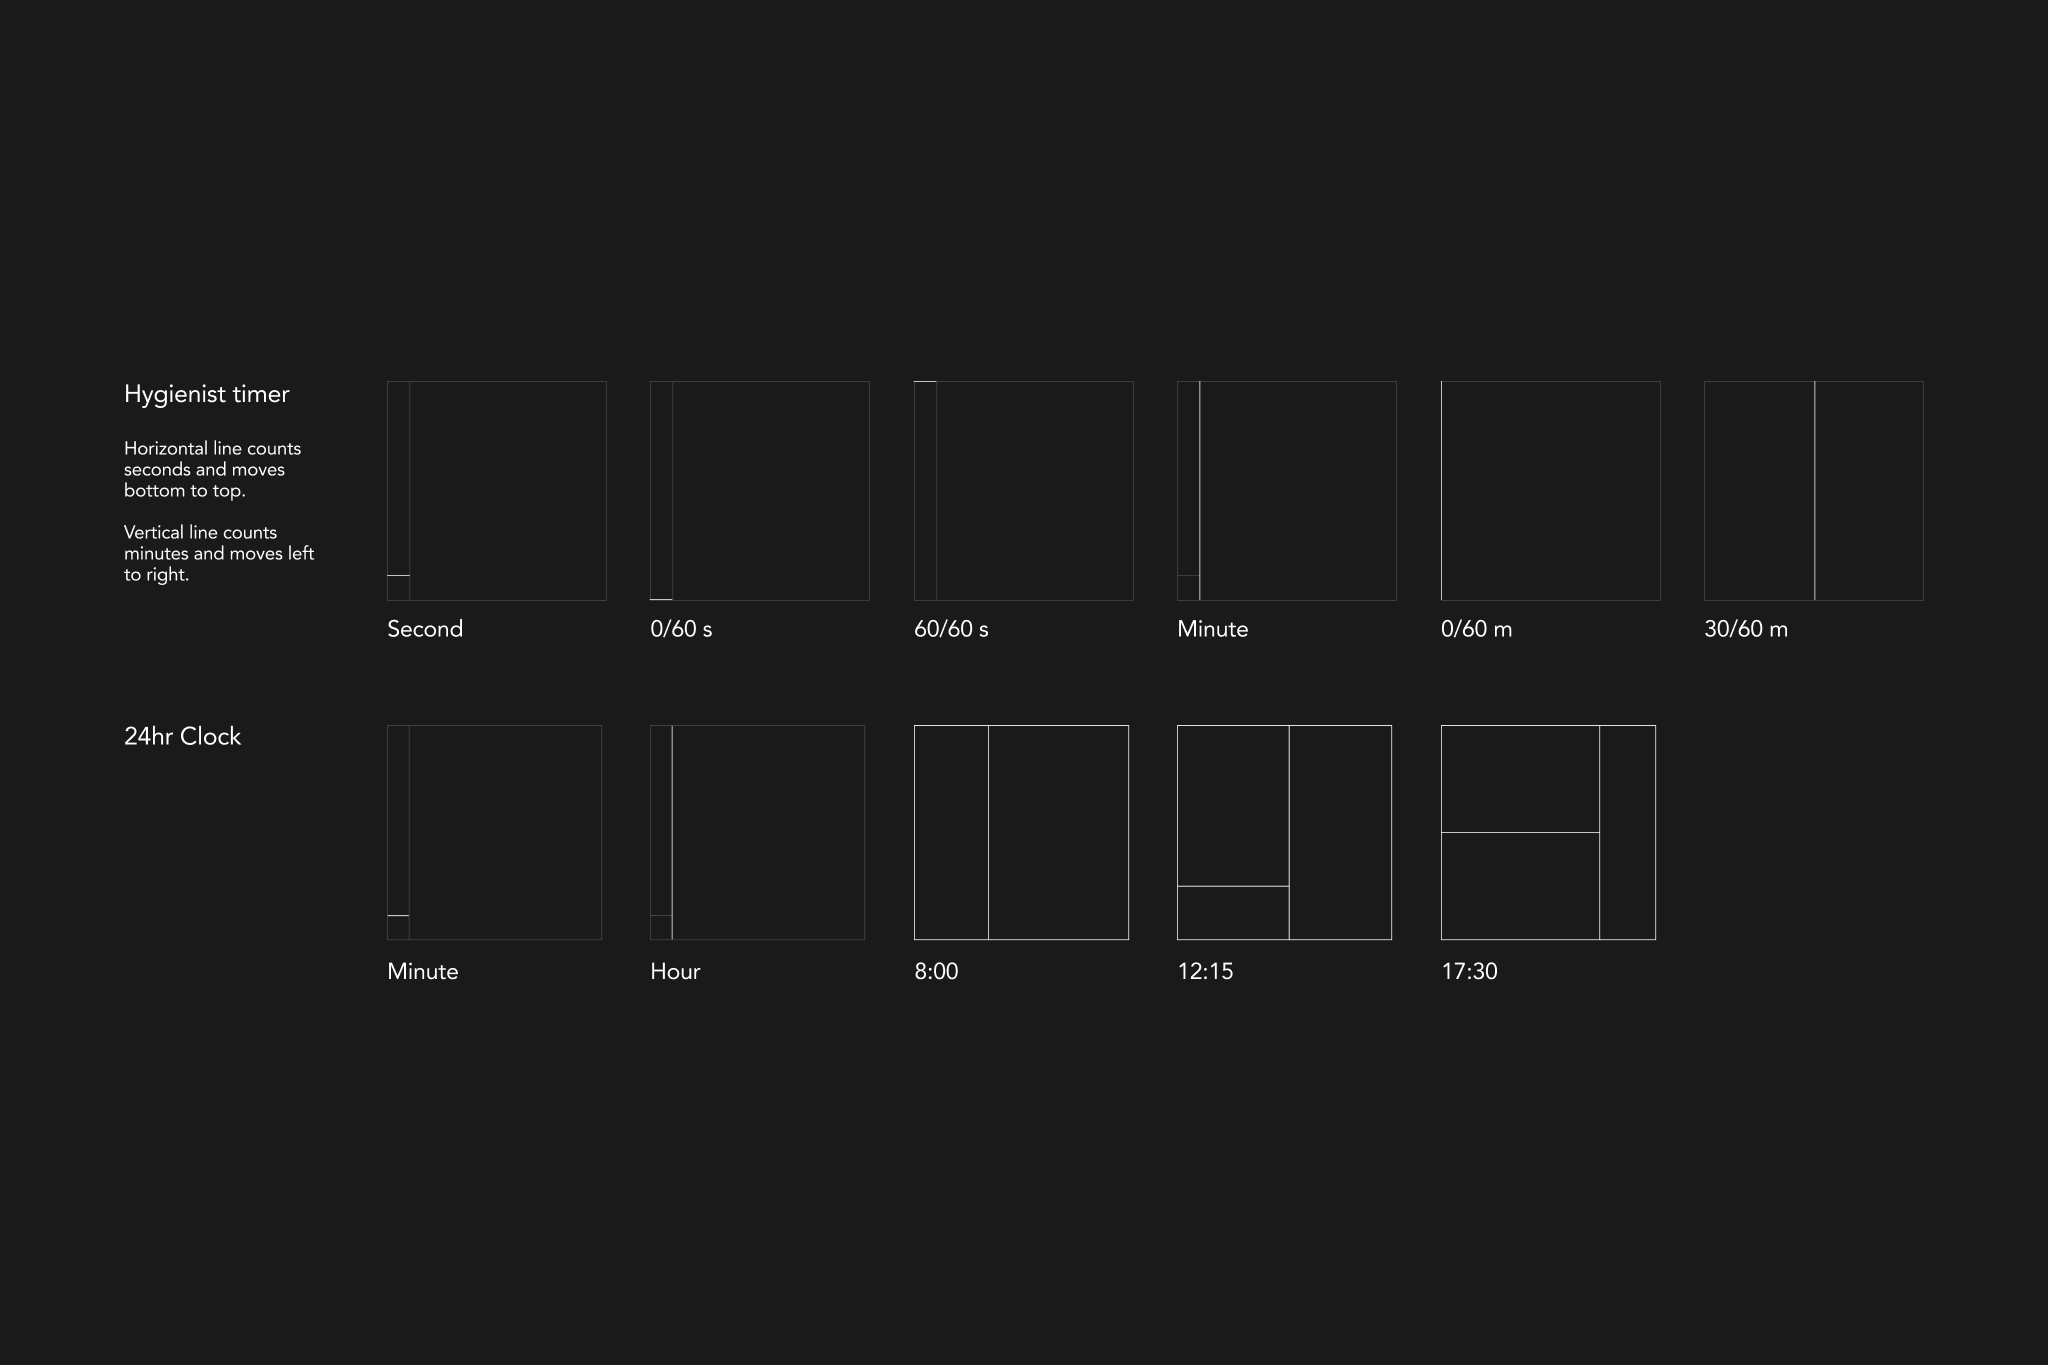 Hygienist timer
Horizontal line counts
seconds and moves
bottom to top.
Vertical line counts
minutes and moves left
to right.
Second
0/60 s
60/60 s
Minute
0/60 m
30/60 m
24hr Clock
Minute
Hour
8:00
12:15
17:30